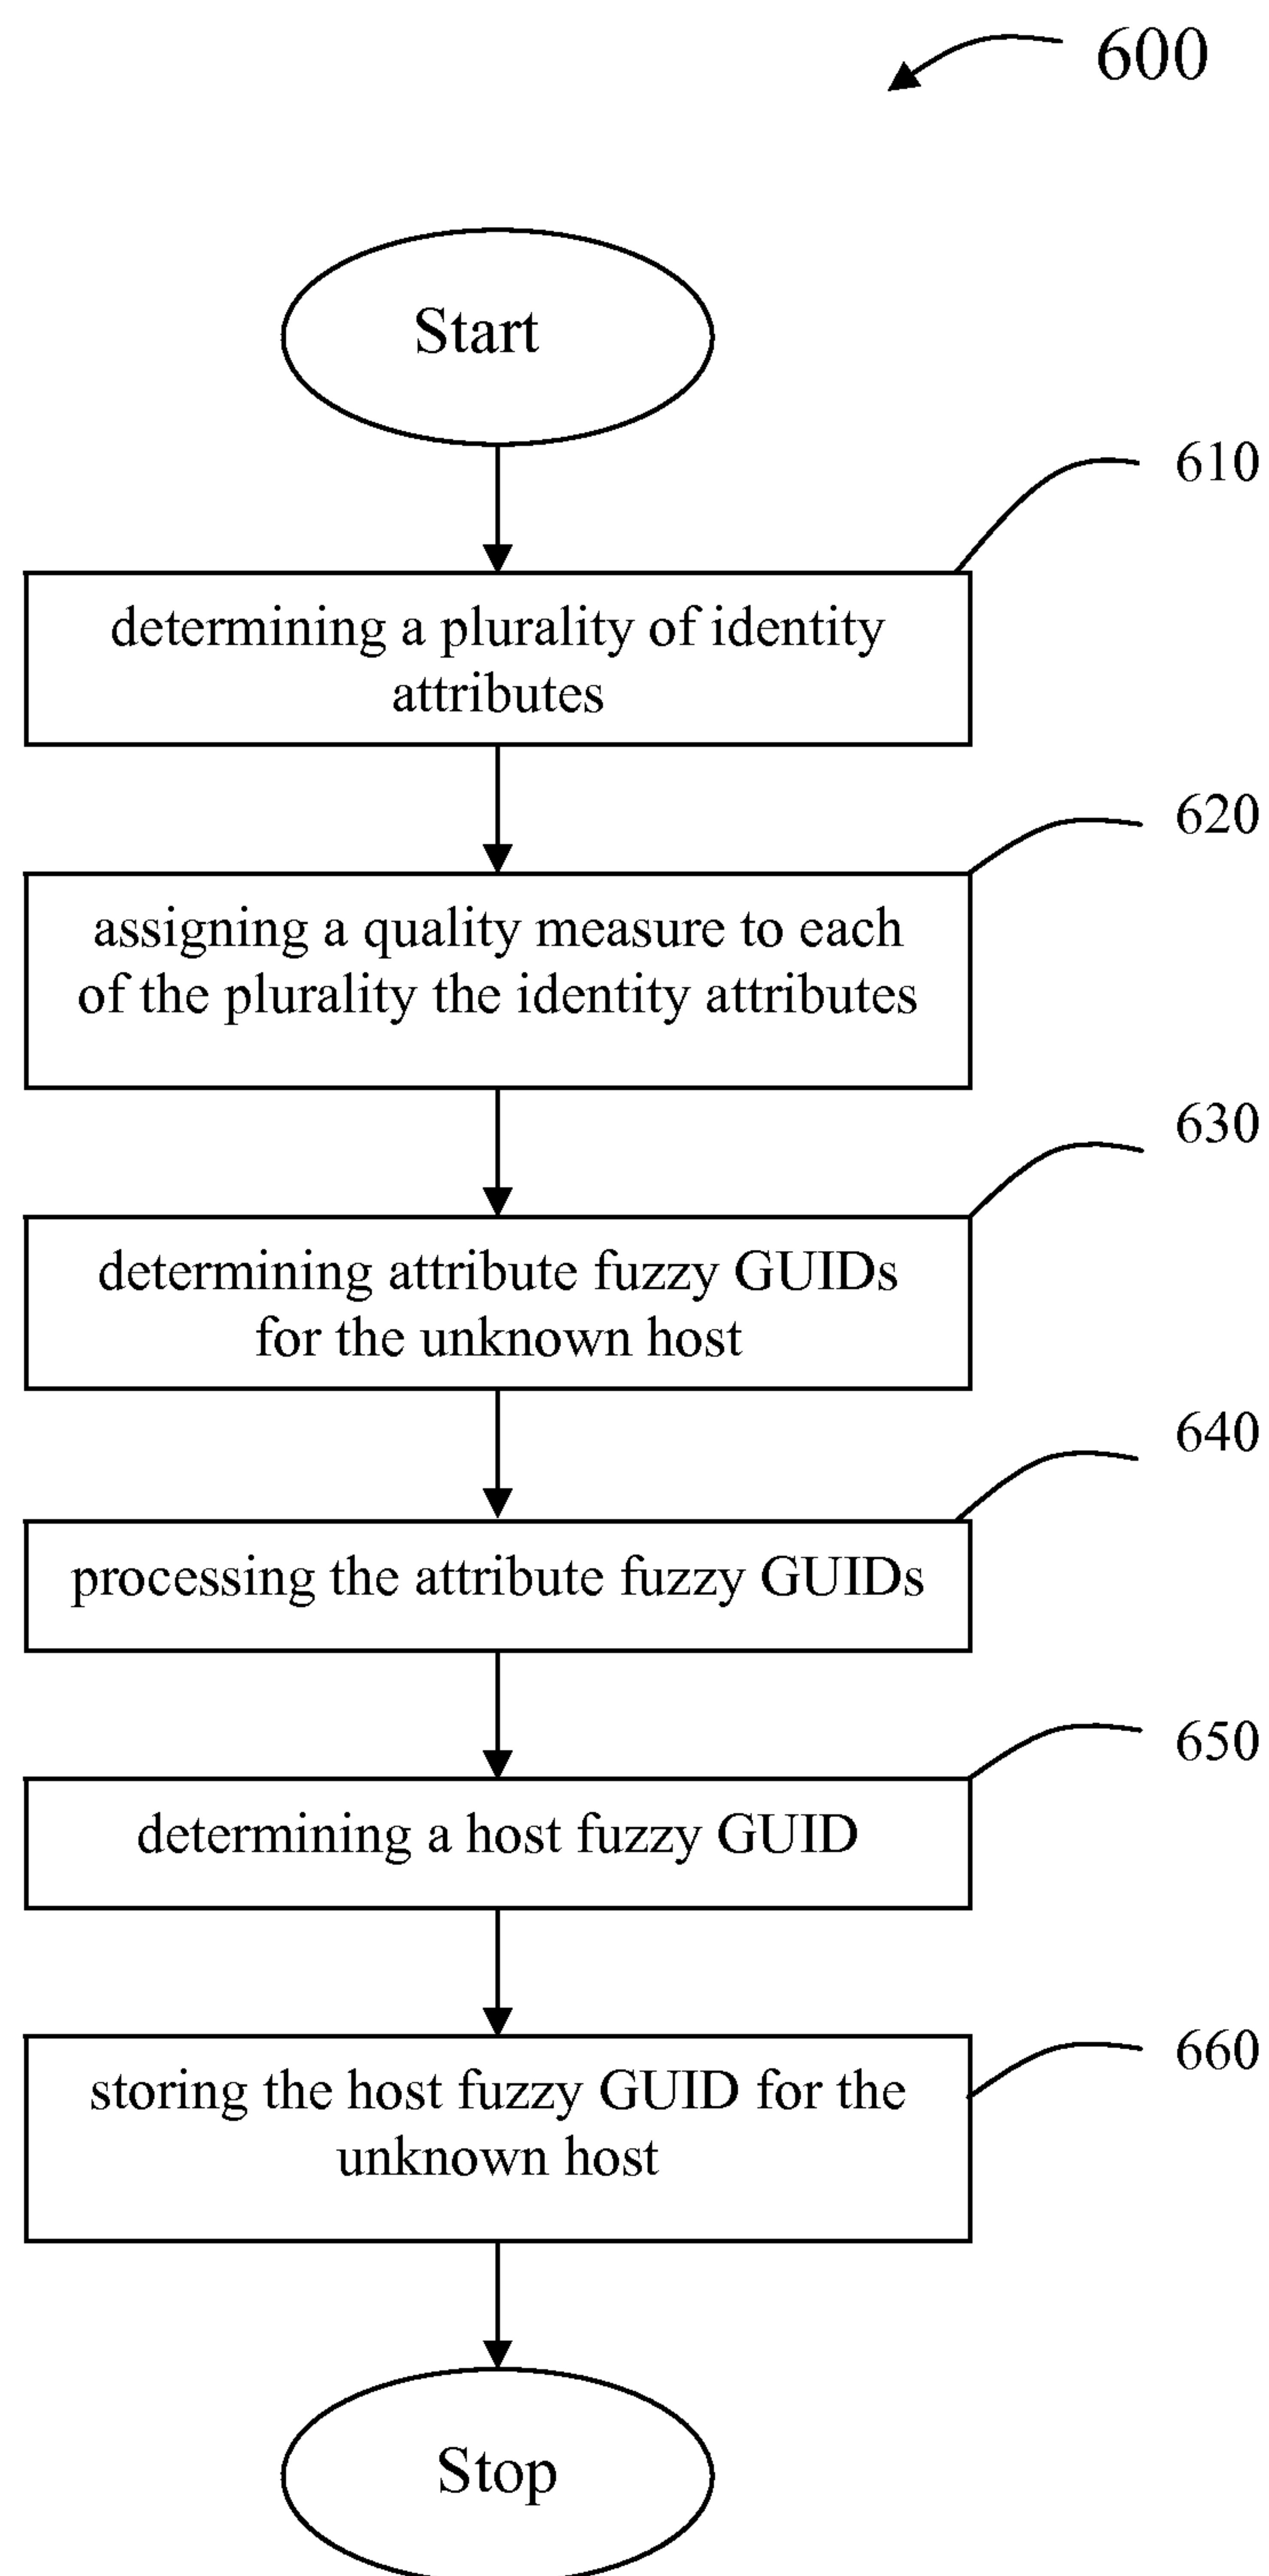 600
Start
610
determining a plurality of identity
attributes
620
assigning a quality measure to each
of the plurality the identity attributes
630
determining attribute fuzzy GUIDs
for the unknown host
640
processing the attribute fuzzy GUIDs
650
determining a host fuzzy GUID
660
storing the host fuzzy GUID for the
unknown host
Stop